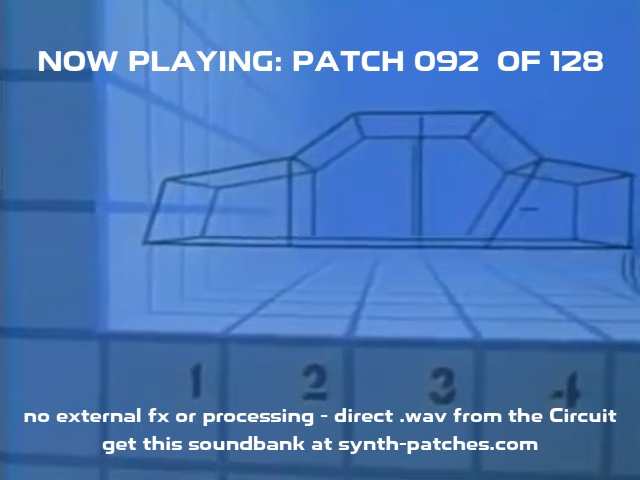 NOW PLAYING: PATCH 092 OF 128
1 2 3 4
no external fx or processing - direct .wav from the Circuit
get this soundbank at synth-patches.com